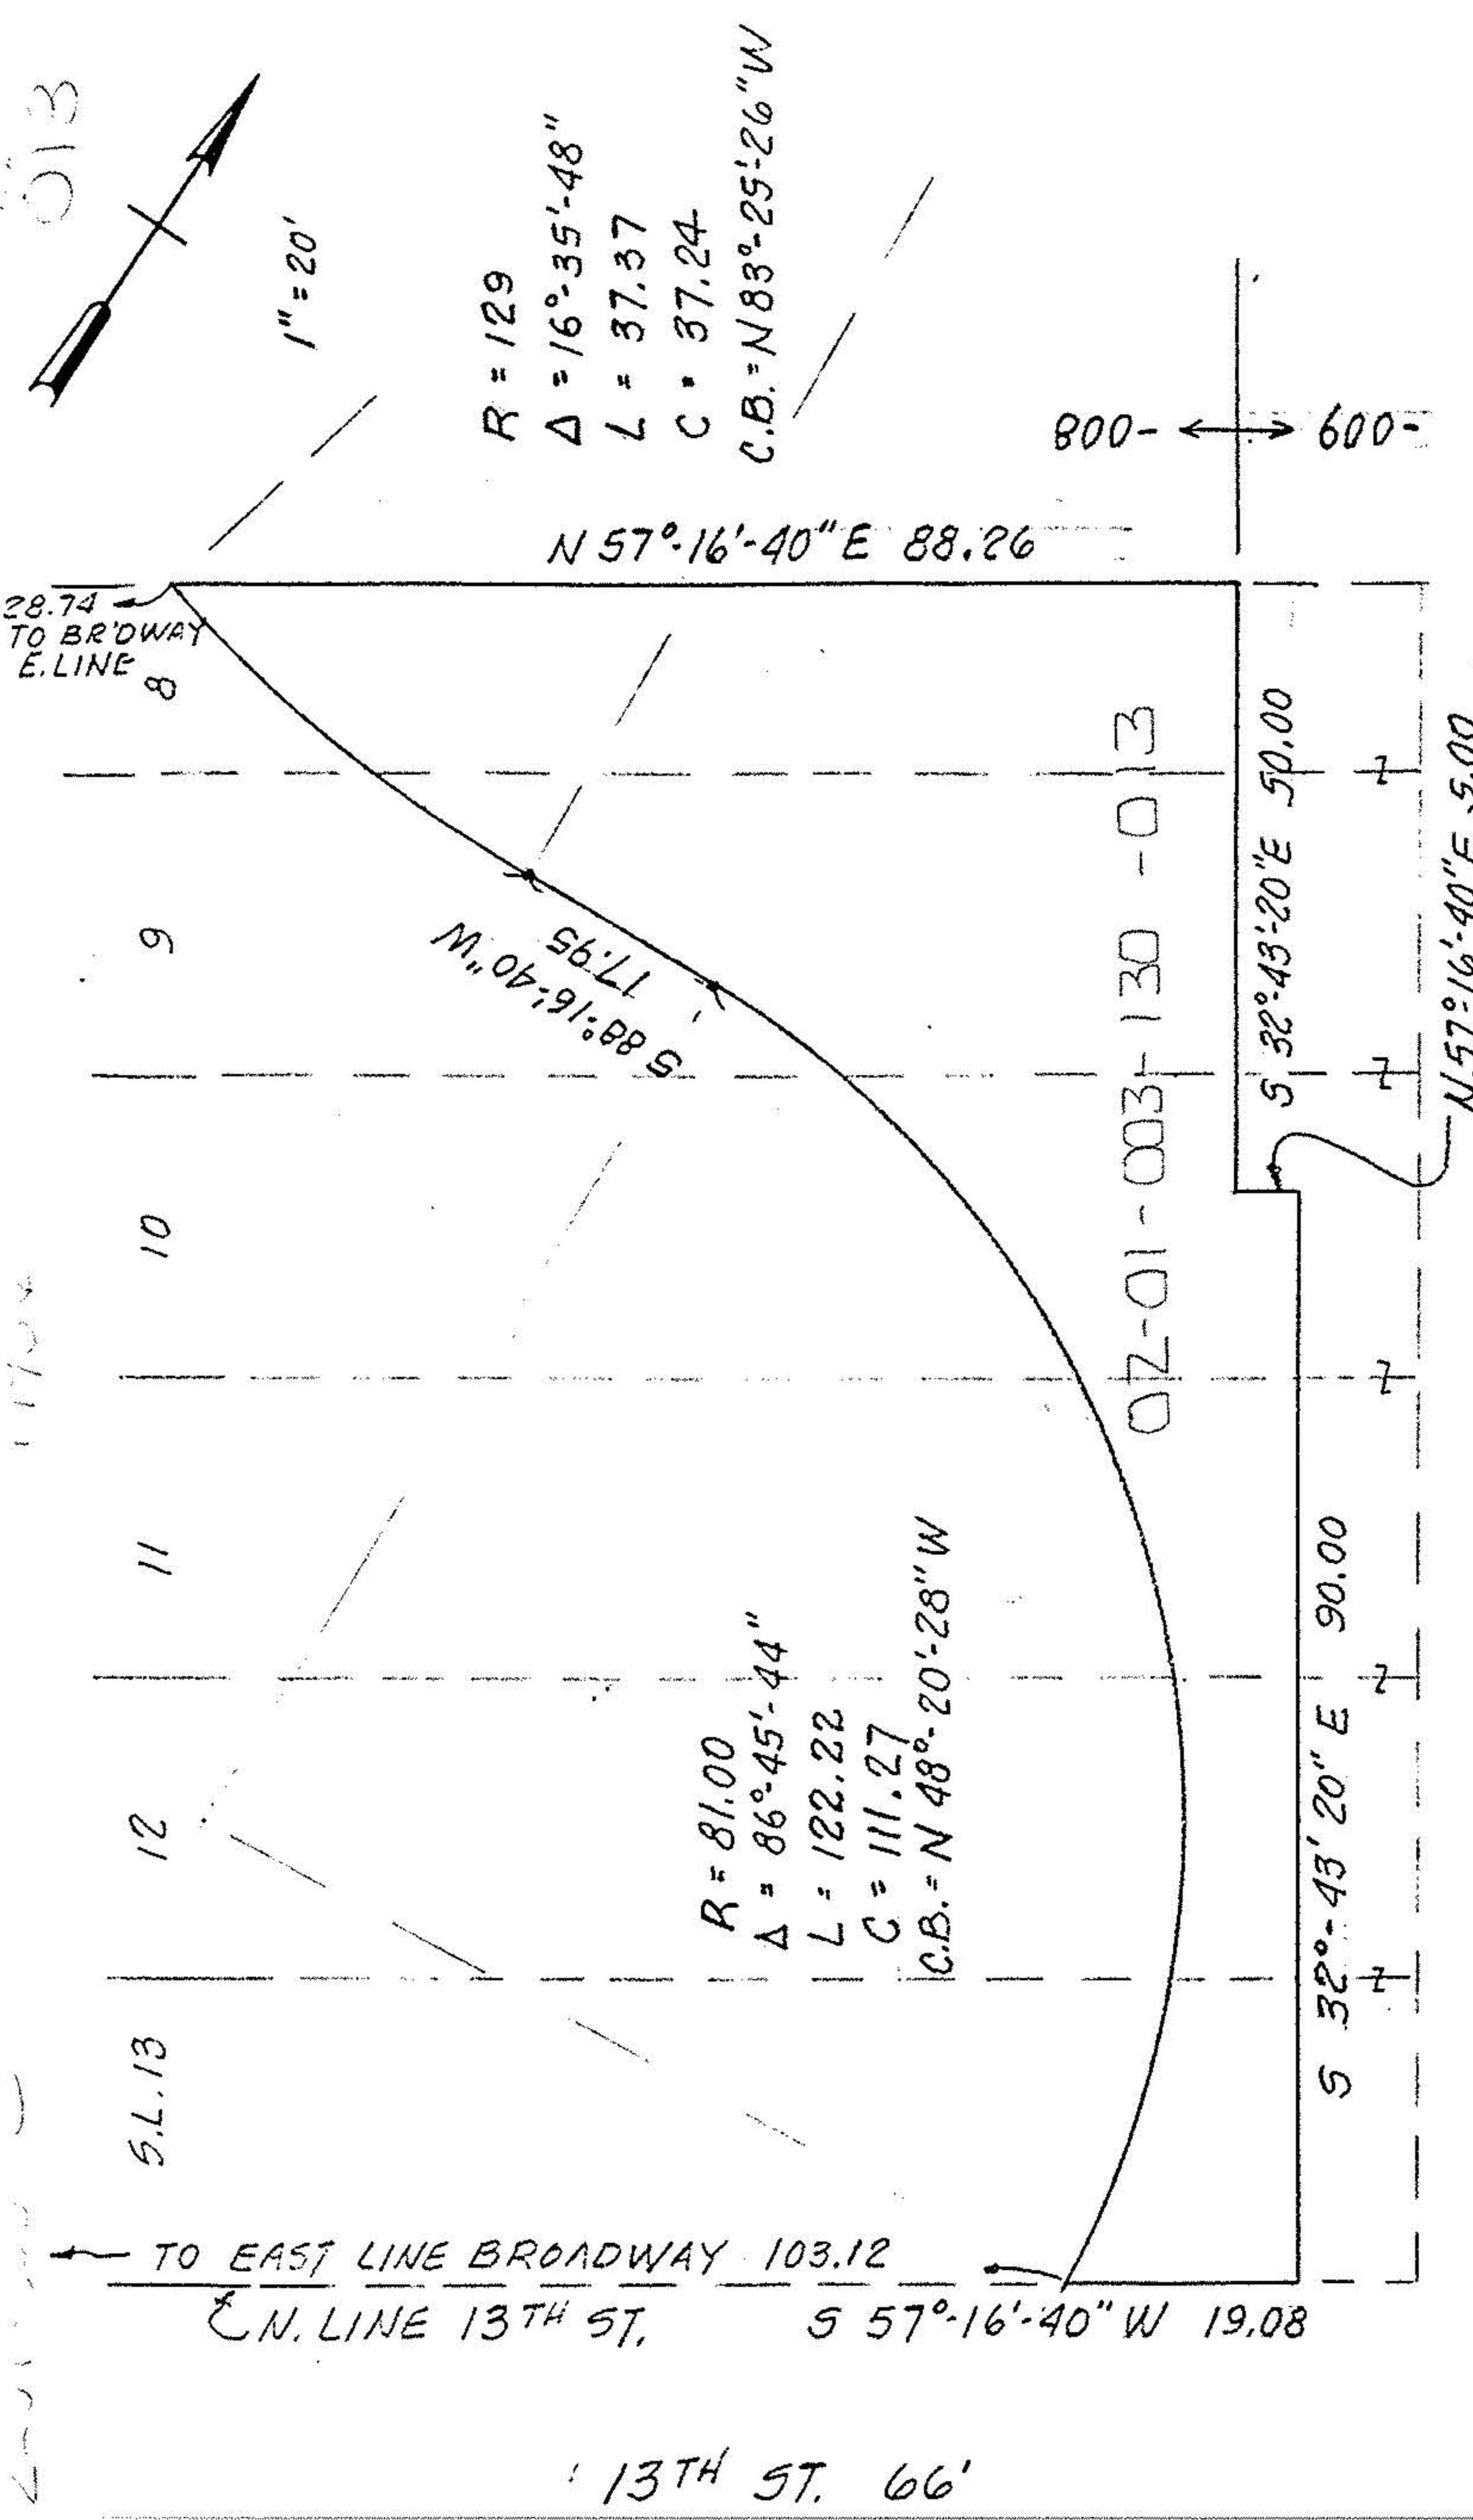 013
1"=20'
R = 129
Δ = 16°-35'-48"
L = 37.37
C = 37.24
C.B. = N83°-25'-26"W
800-
-009
N 57°-16'-40" E 88.26
28.74
TO BR'DWAY
E. LINE
8
9
10
11
12
S.L. 13
S 88°-16'-40" W
17.95
02-01-003-130-013
S 32°-43'-20"E 50.00
N 57°-16'-40"E 5.00
R = 81.00
Δ = 86°-45'-44"
L = 122.22
C = 111.27
C.B. = N 48°-20'-28" W
S 32°-43' 20" E 90.00
TO EAST LINE BROADWAY 103.12
N. LINE 13TH ST.
S 57°-16'-40" W 19.08
13TH ST. 66'